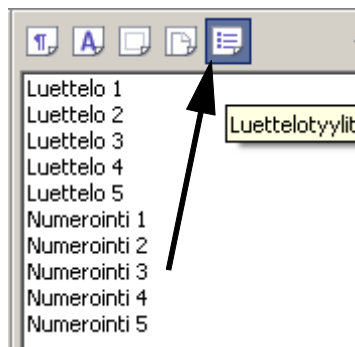 Luettelo 1
Luettelotyylit
Luettelo 2
Luettelo 3
Luettelo 4
Luettelo 5
Numerointi 1
Numerointi 2
Numerointi 3
Numerointi 4
Numerointi 5